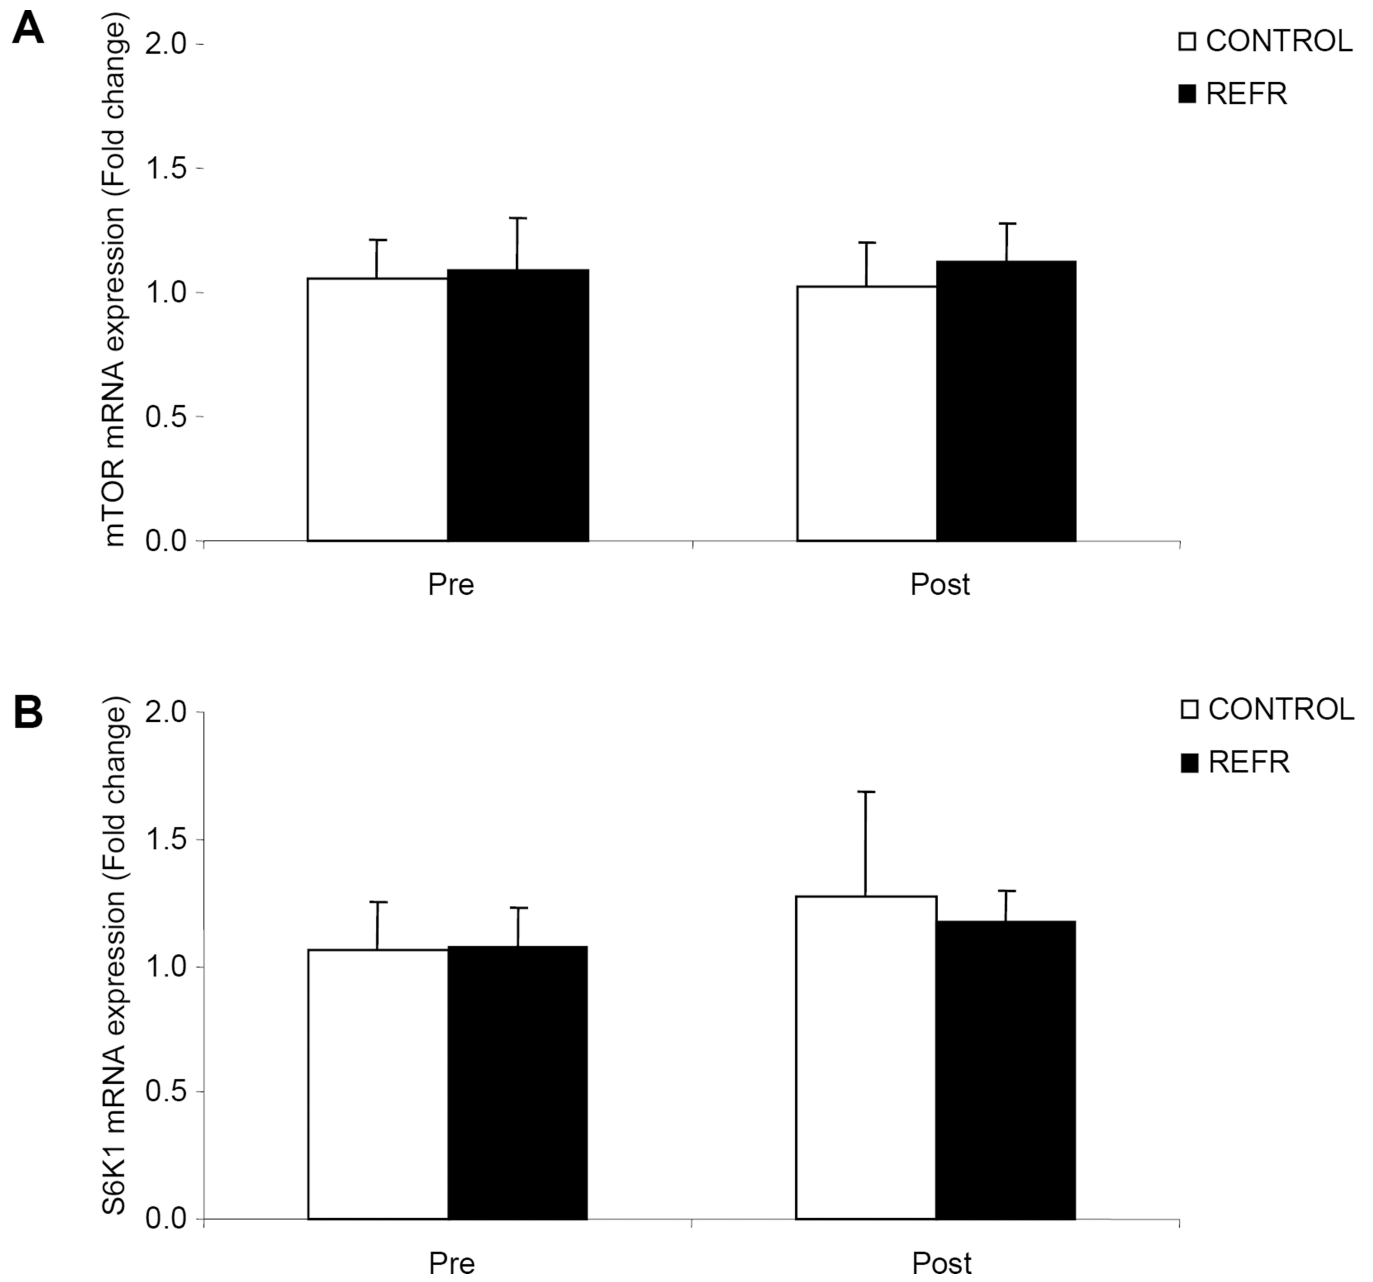 A
mTOR mRNA expression (Fold change)
2.0
1.5
1.0
0.5
0.0
Pre
Post
CONTROL
REFR
B
S6K1 mRNA expression (Fold change)
2.0
1.5
1.0
0.5
0.0
Pre
Post
CONTROL
REFR